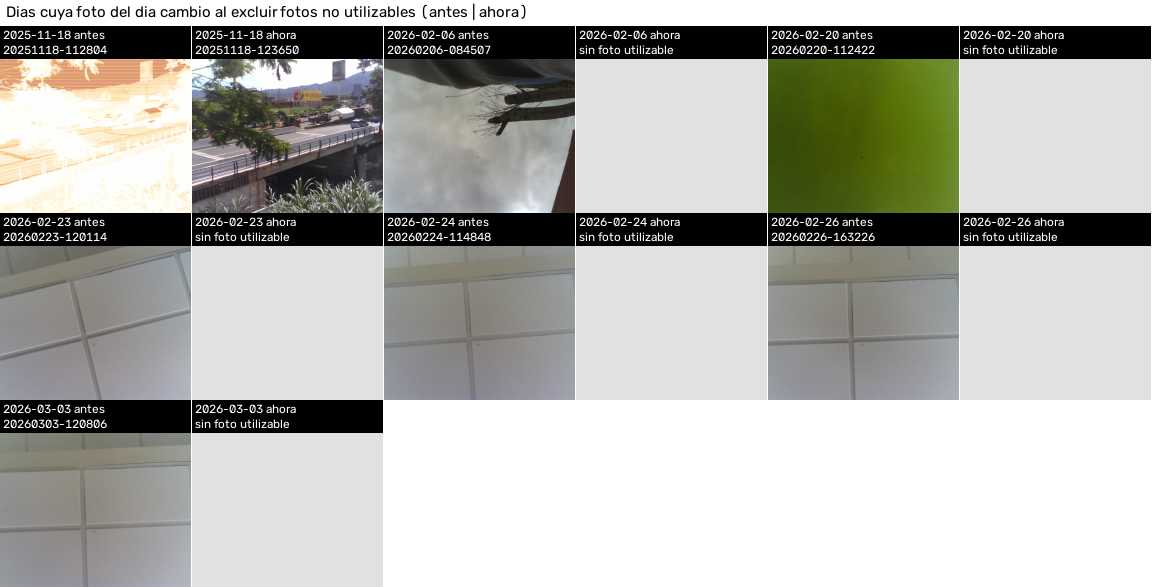 Dias cuya foto del dia cambio al excluir fotos no utilizables (antes | ahora)
2025-11-18 antes
20251118-112804
2025-11-18 ahora
20251118-123650
2026-02-06 antes
20260206-084507
2026-02-06 ahora
sin foto utilizable
2026-02-20 antes
20260220-112422
2026-02-20 ahora
sin foto utilizable
2026-02-23 antes
20260223-120114
2026-02-23 ahora
sin foto utilizable
2026-02-24 antes
20260224-114848
2026-02-24 ahora
sin foto utilizable
2026-02-26 antes
20260226-163226
2026-02-26 ahora
sin foto utilizable
2026-03-03 antes
20260303-120806
2026-03-03 ahora
sin foto utilizable